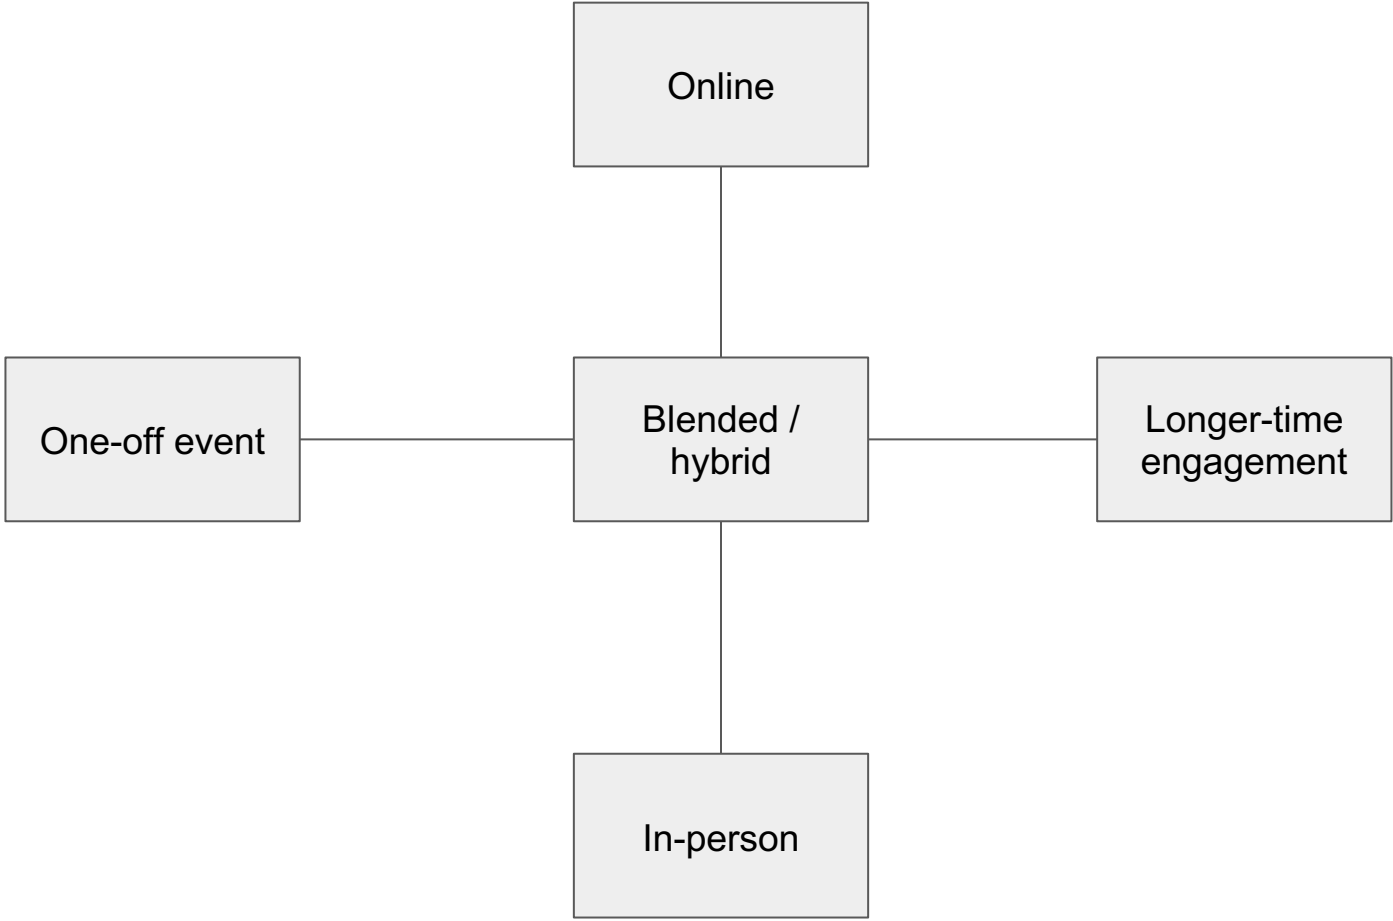 Online
One-off event
Blended /
hybrid
Longer-time
engagement
In-person